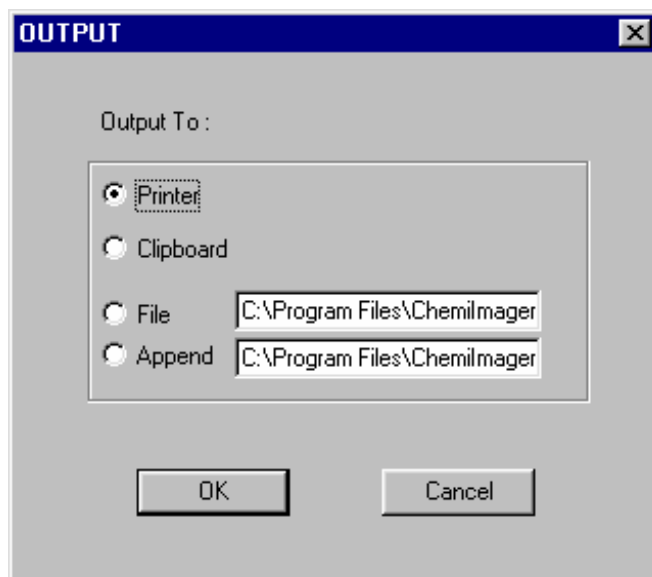 OUTPUT
Output To :
Printer
Clipboard
File C:\Program Files\ChemiImager
Append C:\Program Files\ChemiImager
OK Cancel